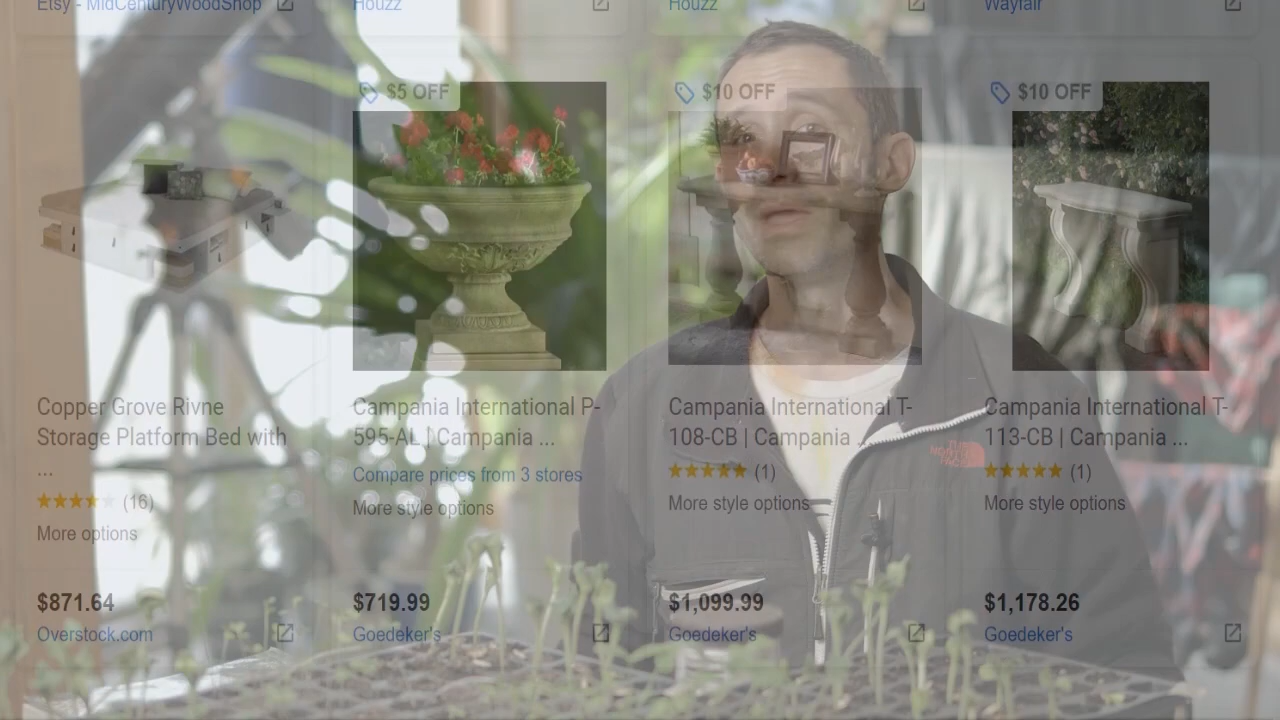 Etsy - MidCenturyWoodShop
Houzz
Houzz
Wayfair
$5 OFF
$10 OFF
$10 OFF
Copper Grove Rivne
Storage Platform Bed with
...
(16)
More options
$871.64
Overstock.com
Campania International P-
595-AL | Campania ...
Compare prices from 3 stores
More style options
$719.99
Goedeker's
Campania International T-
108-CB | Campania ...
(1)
More style options
$1,099.99
Goedeker's
Campania International T-
113-CB | Campania ...
(1)
More style options
$1,178.26
Goedeker's